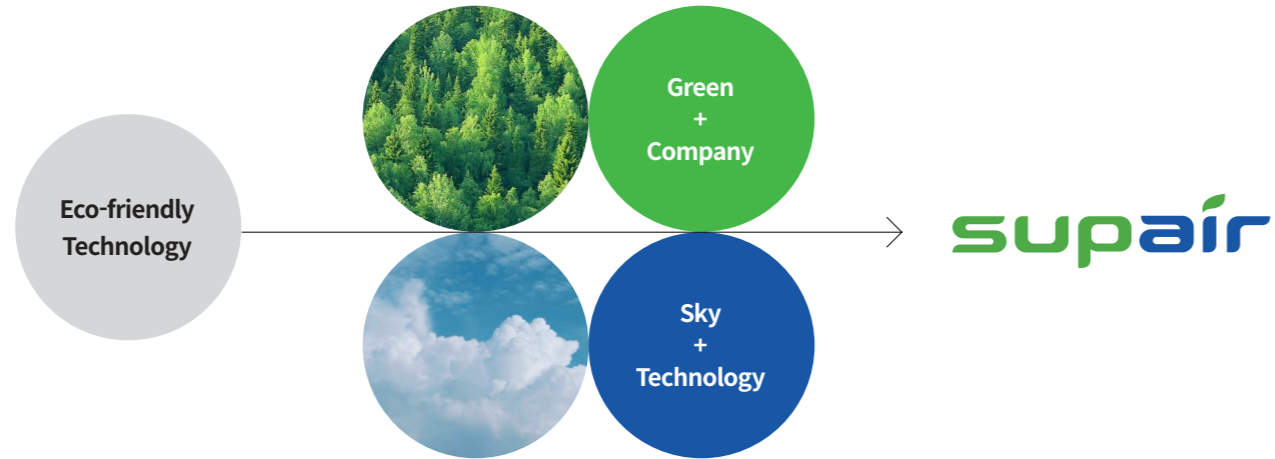 Eco-friendly
Technology
Green
+
Company
Sky
+
Technology
supair